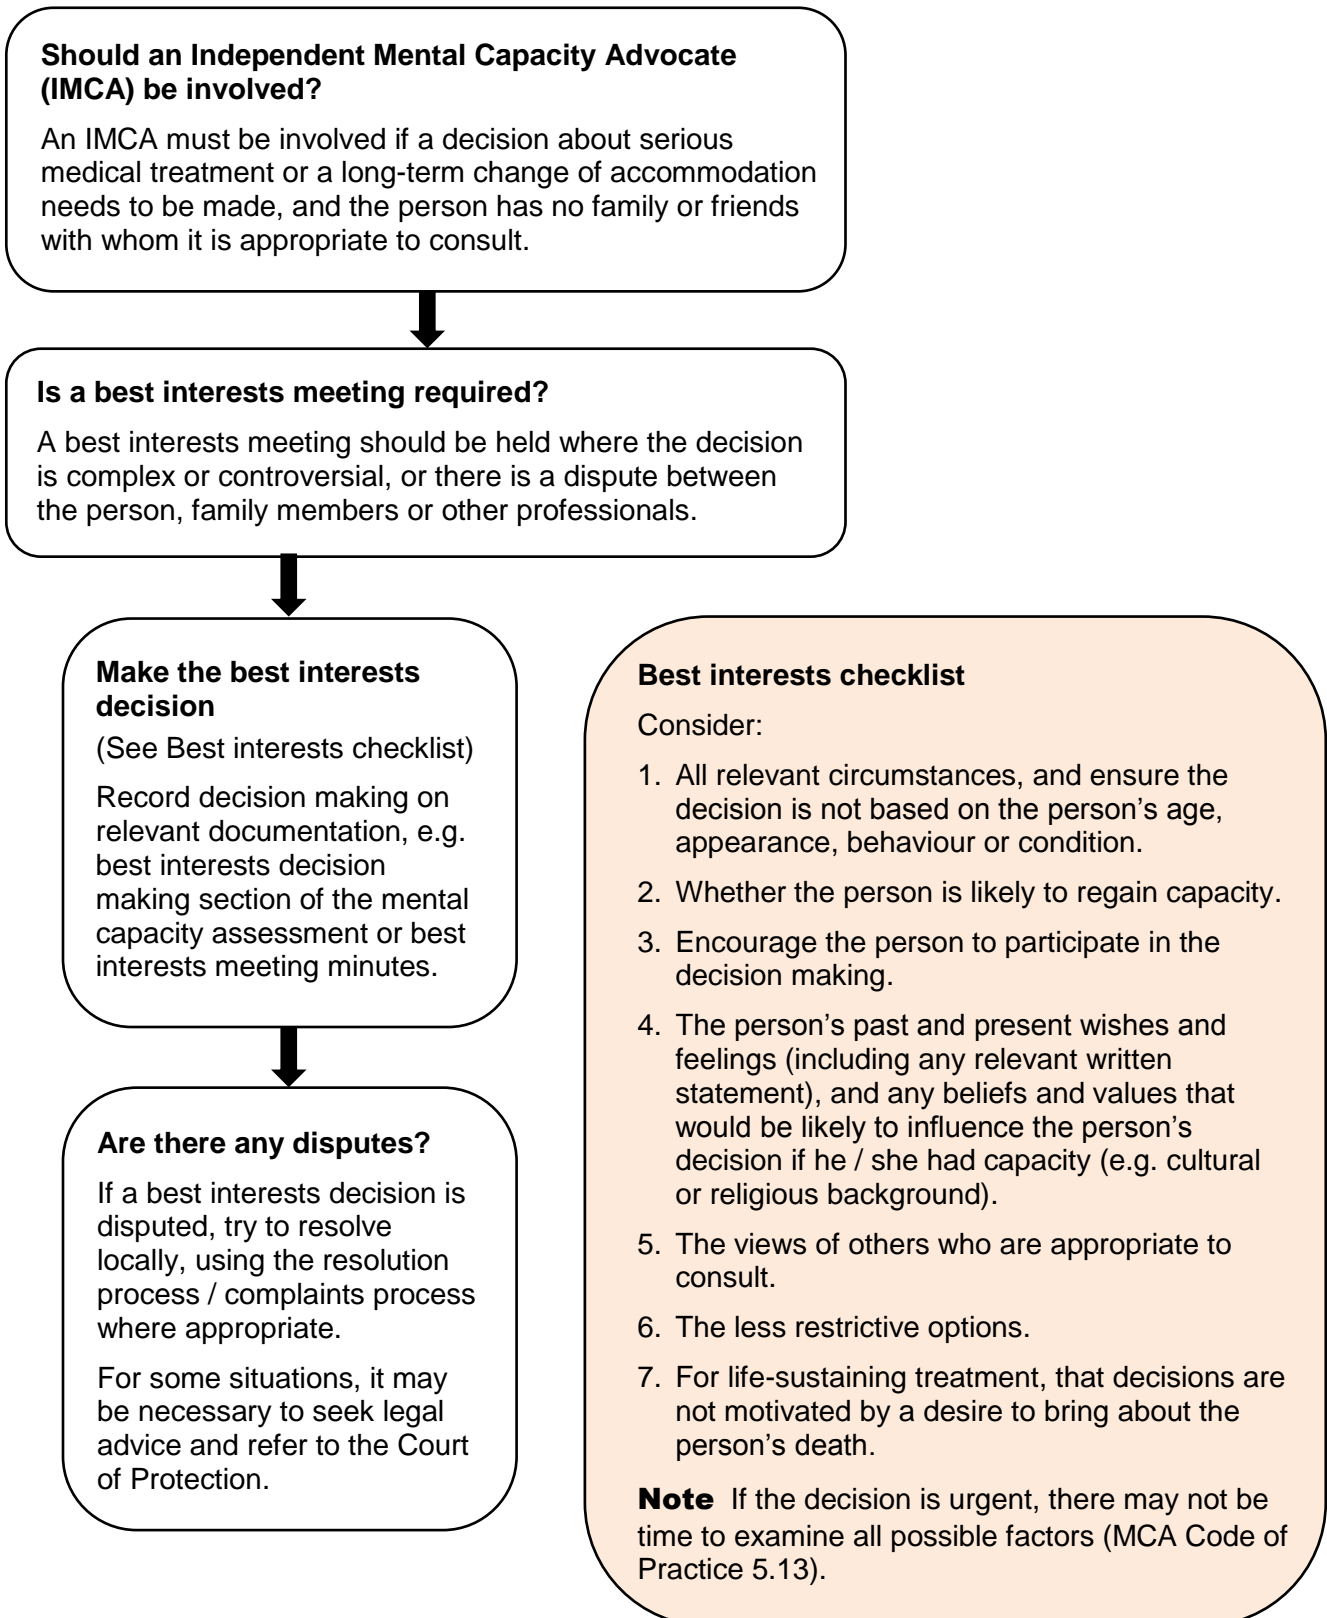 Should an Independent Mental Capacity Advocate
(IMCA) be involved?
An IMCA must be involved if a decision about serious
medical treatment or a long-term change of accommodation
needs to be made, and the person has no family or friends
with whom it is appropriate to consult.
Is a best interests meeting required?
A best interests meeting should be held where the decision
is complex or controversial, or there is a dispute between
the person, family members or other professionals.
Make the best interests
decision
(See Best interests checklist)
Record decision making on
relevant documentation, e.g.
best interests decision
making section of the mental
capacity assessment or best
interests meeting minutes.
Are there any disputes?
If a best interests decision is
disputed, try to resolve
locally, using the resolution
process / complaints process
where appropriate.
For some situations, it may
be necessary to seek legal
advice and refer to the Court
of Protection.
Best interests checklist
Consider:
1. All relevant circumstances, and ensure the
decision is not based on the person’s age,
appearance, behaviour or condition.
2. Whether the person is likely to regain capacity.
3. Encourage the person to participate in the
decision making.
4. The person’s past and present wishes and
feelings (including any relevant written
statement), and any beliefs and values that
would be likely to influence the person’s
decision if he / she had capacity (e.g. cultural
or religious background).
5. The views of others who are appropriate to
consult.
6. The less restrictive options.
7. For life-sustaining treatment, that decisions are
not motivated by a desire to bring about the
person’s death.
Note If the decision is urgent, there may not be
time to examine all possible factors (MCA Code of
Practice 5.13).